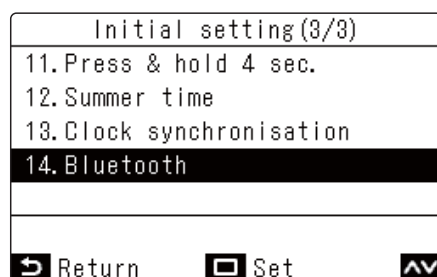 Initial setting(3/3)
11.Press & hold 4 sec.
12.Summer time
13.Clock synchronisation
14.Bluetooth
Return Set